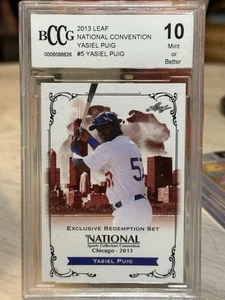 BCCG
0008098826
2013 LEAF
NATIONAL CONVENTION
YASIEL PUIG
#5 YASIEL PUIG
10
Mint
or
Better
EXCLUSIVE REDEMPTION SET
THE NATIONAL
Sports Collectors Convention
Chicago - 2013
YASIEL PUIG